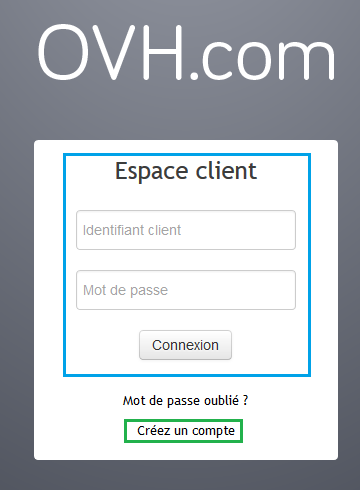 OVH.com
Espace client
Identifiant client
Mot de passe
Connexion
Mot de passe oublié ?
Créez un compte